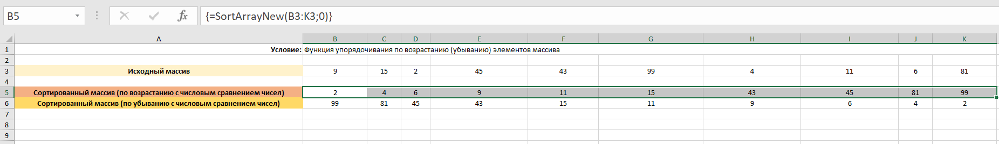 B5 fx {=SortArrayNew(B3:K3;0)}
A B C D E F G H I J K
1 Условие: Функция упорядочивания по возрастанию (убыванию) элементов массива
2
3 Исходный массив 9 15 2 45 43 99 4 11 6 81
4
5 Сортированный массив (по возрастанию с числовым сравнением чисел) 2 4 6 9 11 15 43 45 81 99
6 Сортированный массив (по убыванию с числовым сравнением чисел) 99 81 45 43 15 11 9 6 4 2
7
8
9